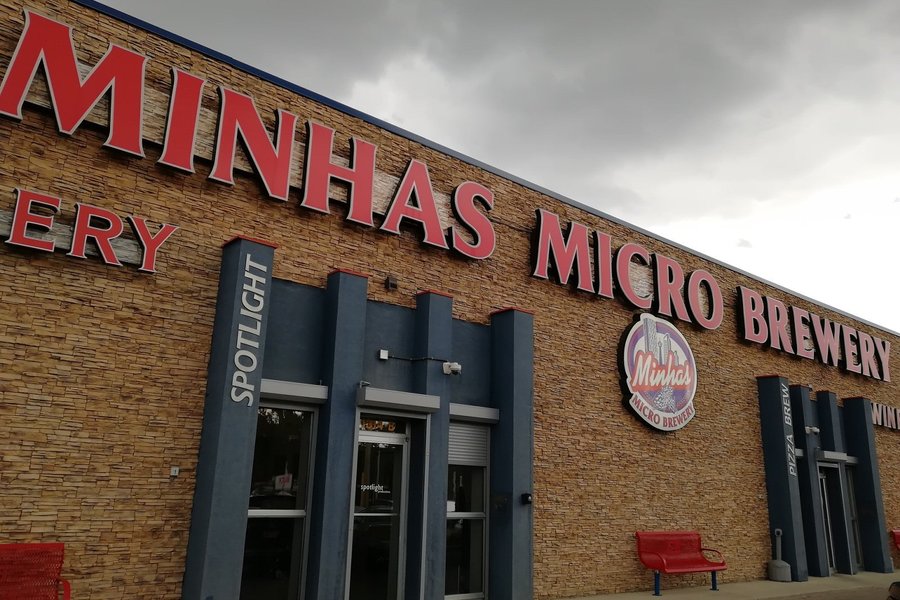 MINHAS MICRO BREWERY
ERY
SPOTLIGHT
spotlight
Minhas
MICRO BREWERY
PIZZA BREW
WIN